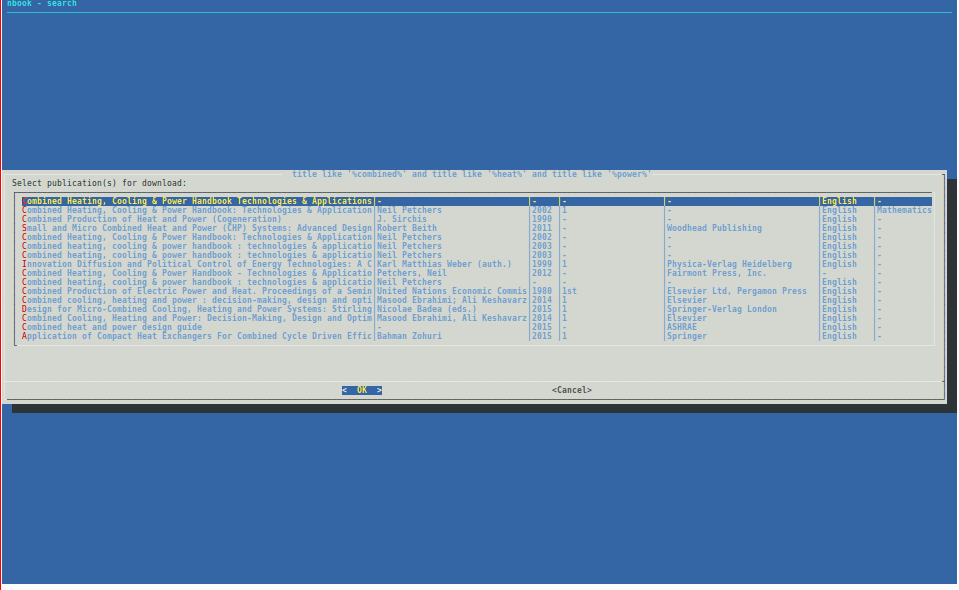 nbook - search
title like '%combined%' and title like '%heat%' and title like '%power%'
Select publication(s) for download:
ombined Heating, Cooling & Power Handbook Technologies & Applications|- |- |- |- |English |-
Combined Heating, Cooling & Power Handbook: Technologies & Application|Neil Petchers |2002 |1 |- |English |Mathematics
Combined Production of Heat and Power (Cogeneration) |J. Sirchis |1990 |- |- |English |-
Small and Micro Combined Heat and Power (CHP) Systems: Advanced Design|Robert Beith |2011 |- |Woodhead Publishing |English |-
Combined Heating, Cooling & Power Handbook: Technologies & Application|Neil Petchers |2002 |- |- |English |-
Combined heating, cooling & power handbook : technologies & applicatio|Neil Petchers |2003 |- |- |English |-
Combined heating, cooling & power handbook : technologies & applicatio|Neil Petchers |2003 |- |- |English |-
Innovation Diffusion and Political Control of Energy Technologies: A C|Karl Matthias Weber (auth.) |1999 |1 |Physica-Verlag Heidelberg |English |-
Combined Heating, Cooling & Power Handbook - Technologies & Applicatio|Petchers, Neil |2012 |- |Fairmont Press, Inc. |- |-
Combined heating, cooling & power handbook : technologies & applicatio|Neil Petchers |- |- |- |English |-
Combined Production of Electric Power and Heat. Proceedings of a Semin|United Nations Economic Commis|1980 |1st |Elsevier Ltd, Pergamon Press |English |-
Combined cooling, heating and power : decision-making, design and opti|Masood Ebrahimi; Ali Keshavarz|2014 |1 |Elsevier |English |-
Design for Micro-Combined Cooling, Heating and Power Systems: Stirling|Nicolae Badea (eds.) |2015 |1 |Springer-Verlag London |English |-
Combined Cooling, Heating and Power: Decision-Making, Design and Optim|Masood Ebrahimi, Ali Keshavarz|2014 |1 |Elsevier |English |-
Combined heat and power design guide |- |2015 |- |ASHRAE |English |-
Application of Compact Heat Exchangers For Combined Cycle Driven Effic|Bahman Zohuri |2015 |1 |Springer |English |-
< OK > <Cancel>